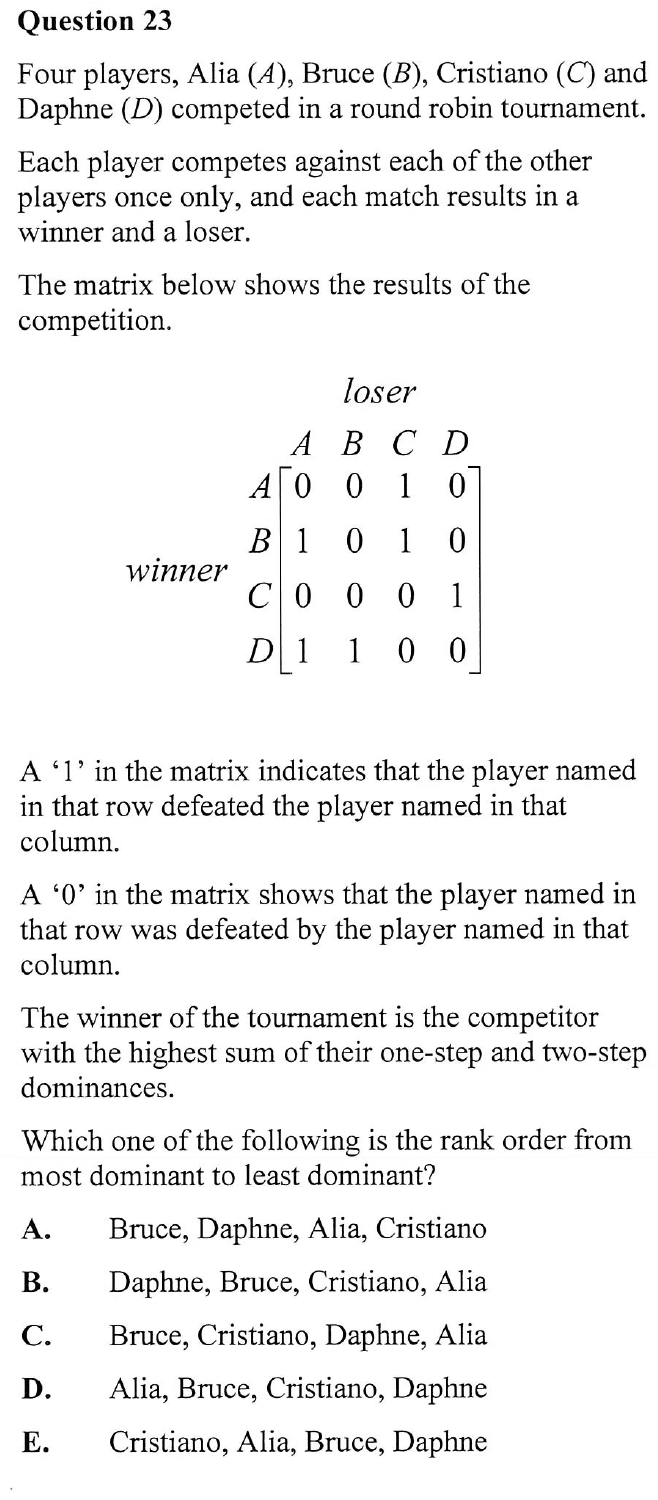 Question 23
Four players, Alia (A), Bruce (B), Cristiano (C) and
Daphne (D) competed in a round robin tournament.
Each player competes against each of the other
players once only, and each match results in a
winner and a loser.
The matrix below shows the results of the
competition.
loser
A B C D
A 0 0 1 0
B 1 0 1 0
winner
C 0 0 0 1
D 1 1 0 0
A ‘1’ in the matrix indicates that the player named
in that row defeated the player named in that
column.
A ‘0’ in the matrix shows that the player named in
that row was defeated by the player named in that
column.
The winner of the tournament is the competitor
with the highest sum of their one-step and two-step
dominances.
Which one of the following is the rank order from
most dominant to least dominant?
A. Bruce, Daphne, Alia, Cristiano
B. Daphne, Bruce, Cristiano, Alia
C. Bruce, Cristiano, Daphne, Alia
D. Alia, Bruce, Cristiano, Daphne
E. Cristiano, Alia, Bruce, Daphne